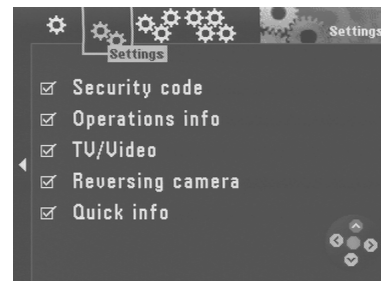 Settings
Settings
Security code
Operations info
TV/Video
Reversing camera
Quick info